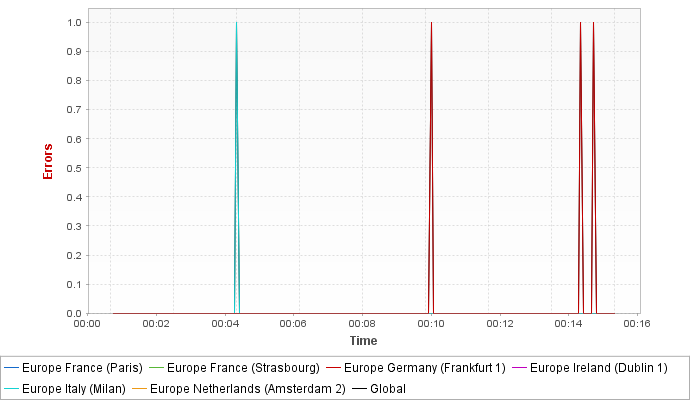 1.0
0.9
0.8
0.7
0.6
0.5
0.4
0.3
0.2
0.1
0.0
Errors
00:00 00:02 00:04 00:06 00:08 00:10 00:12 00:14 00:16
Time
Europe France (Paris) Europe France (Strasbourg) Europe Germany (Frankfurt 1) Europe Ireland (Dublin 1)
Europe Italy (Milan) Europe Netherlands (Amsterdam 2) Global